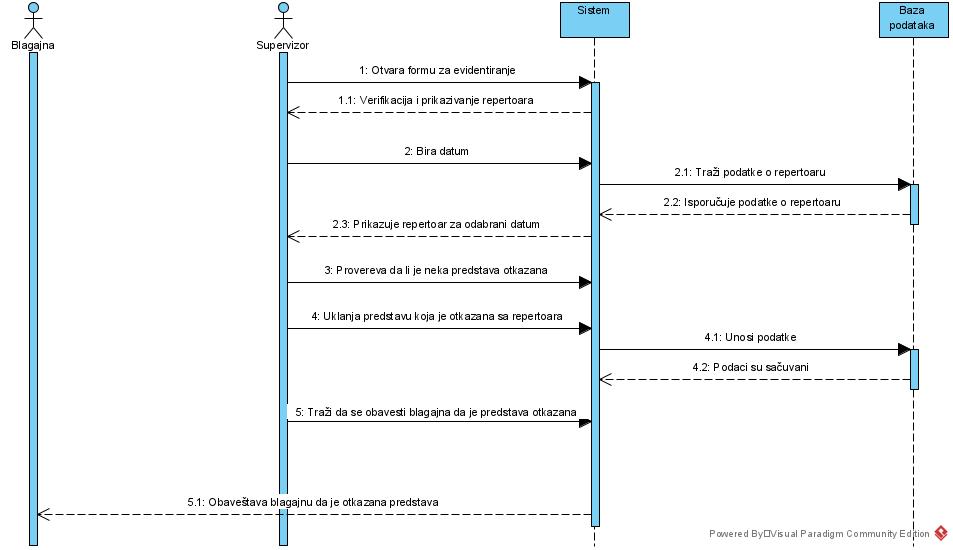 Blagajna
Supervizor
Sistem
Baza
podataka
1: Otvara formu za evidentiranje
1.1: Verifikacija i prikazivanje repertoara
2: Bira datum
2.1: Traži podatke o repertoaru
2.2: Isporučuje podatke o repertoaru
2.3: Prikazuje repertoar za odabrani datum
3: Provereva da li je neka predstava otkazana
4: Uklanja predstavu koja je otkazana sa repertoara
4.1: Unosi podatke
4.2: Podaci su sačuvani
5: Traži da se obavesti blagajna da je predstava otkazana
5.1: Obaveštava blagajnu da je otkazana predstava
Powered By Visual Paradigm Community Edition